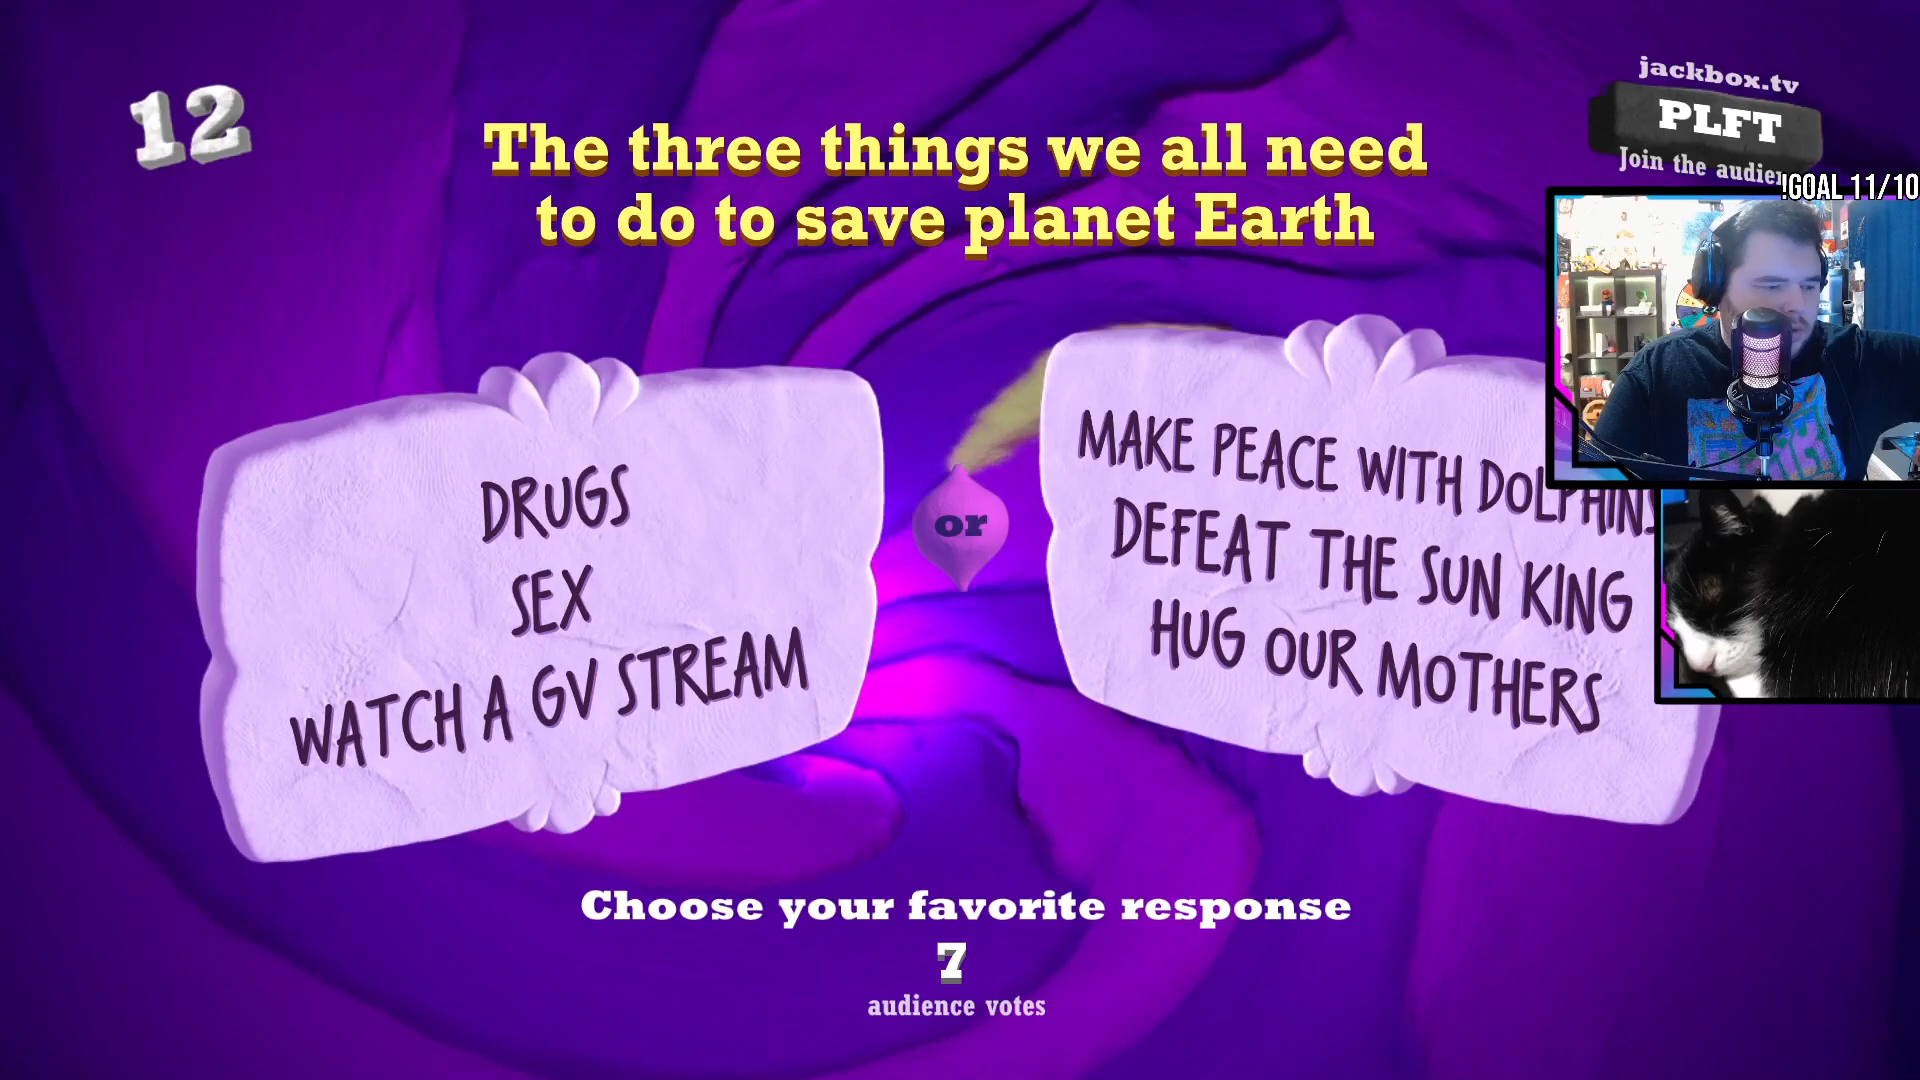 12
jackbox.tv
PLFT
Join the
!GOAL 11/10
The three things we all need
to do to save planet Earth
DRUGS
SEX
WATCH A GV STREAM
or
MAKE PEACE WITH DOLPHINS
DEFEAT THE SUN KING
HUG OUR MOTHERS
Choose your favorite response
7
audience votes